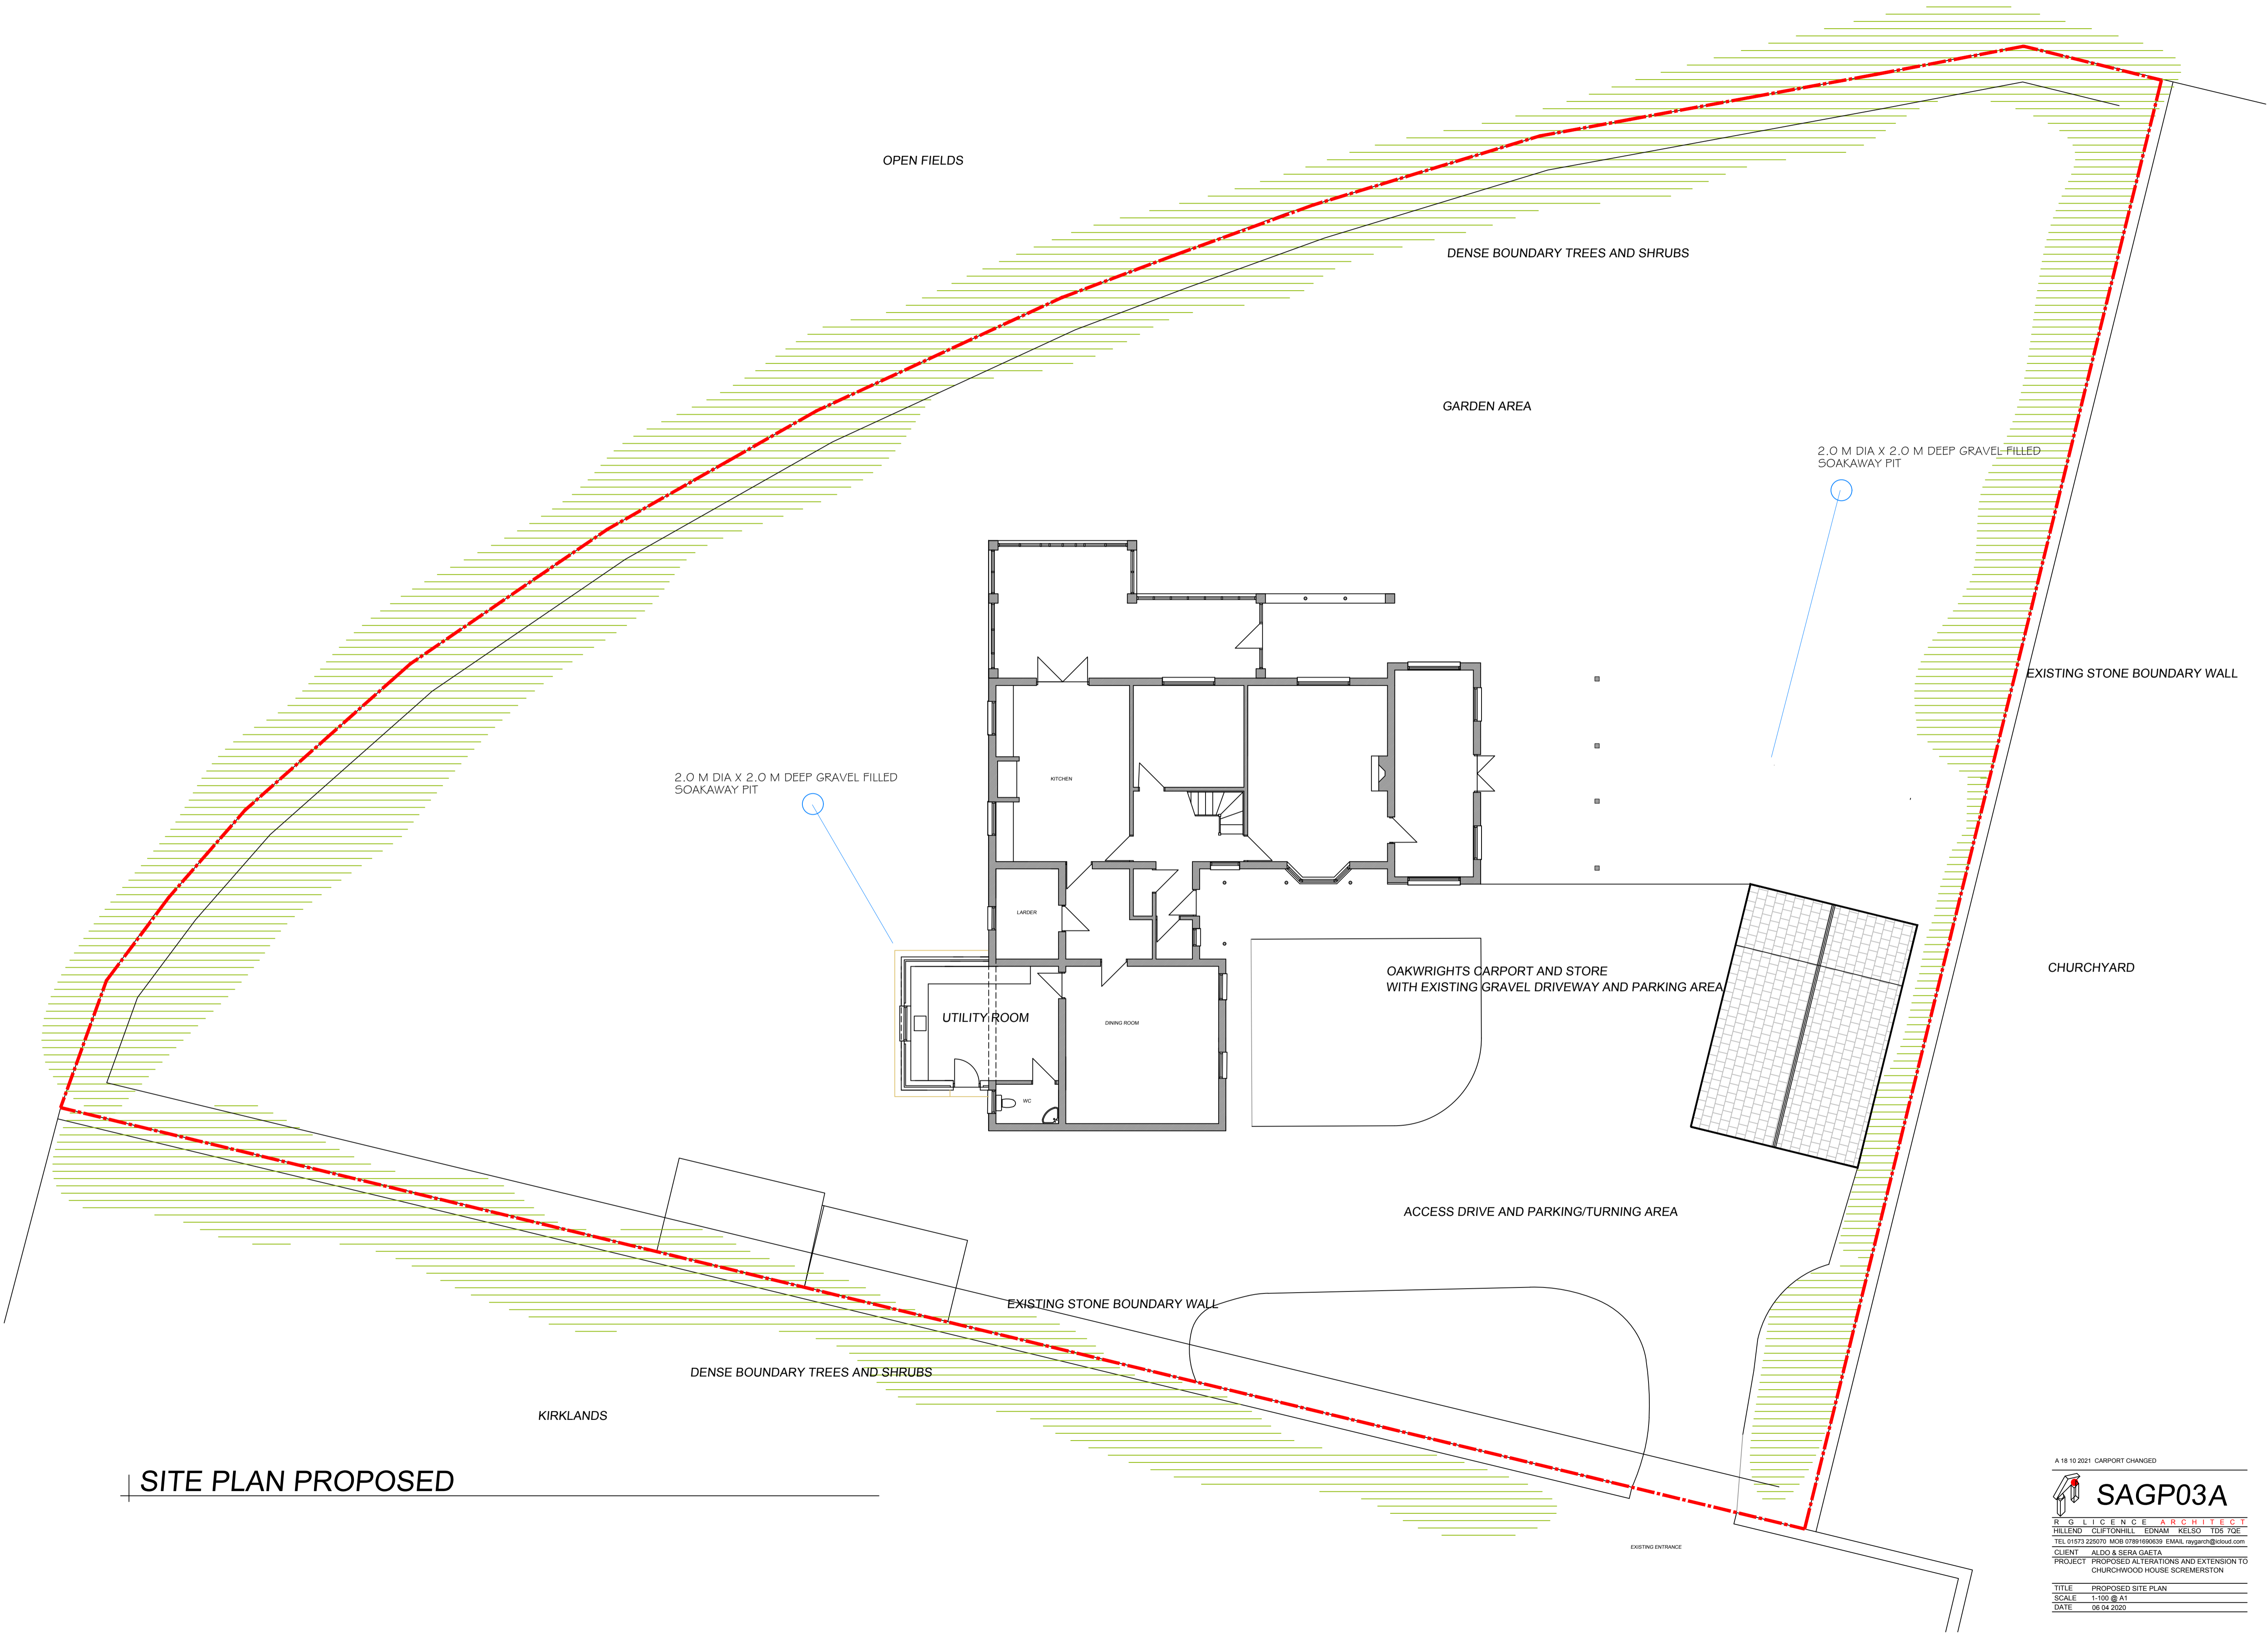 OPEN FIELDS
DENSE BOUNDARY TREES AND SHRUBS
GARDEN AREA
2.0 M DIA X 2.0 M DEEP GRAVEL FILLED
SOAKAWAY PIT
EXISTING STONE BOUNDARY WALL
2.0 M DIA X 2.0 M DEEP GRAVEL FILLED
SOAKAWAY PIT
KITCHEN
LARDER
OAKWRIGHTS CARPORT AND STORE
WITH EXISTING GRAVEL DRIVEWAY AND PARKING AREA
CHURCHYARD
UTILITY ROOM
DINING ROOM
WC
ACCESS DRIVE AND PARKING/TURNING AREA
EXISTING STONE BOUNDARY WALL
DENSE BOUNDARY TREES AND SHRUBS
KIRKLANDS
SITE PLAN PROPOSED
EXISTING ENTRANCE
A 18 10 2021 CARPORT CHANGED
SAGP03A
R G LICENCE ARCHITECT
HILLEND CLIFTONHILL EDNAM KELSO TD5 7QE
TEL 01573 225070 MOB 07891690639 EMAIL raygarch@icloud.com
CLIENT ALDO & SERA GAETA
PROJECT PROPOSED ALTERATIONS AND EXTENSION TO
CHURCHWOOD HOUSE SCREMERSTON
TITLE PROPOSED SITE PLAN
SCALE 1-100 @ A1
DATE 06 04 2020